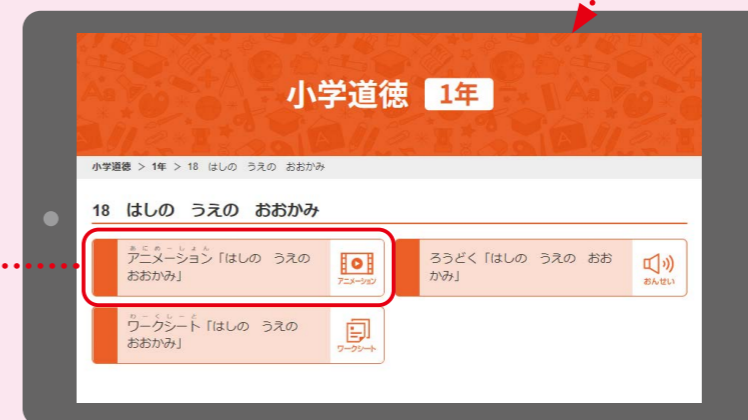 小学道徳 1年
小学道徳 > 1年 > 18 はしの うえの おおかみ
18 はしの うえの おおかみ
あにめーしょん
アニメーション「はしの うえの
おおかみ」
アニメーション
ろうどく「はしの うえの おお
かみ」
おんせい
わーくしーと
ワークシート「はしの うえの
おおかみ」
ワークシート